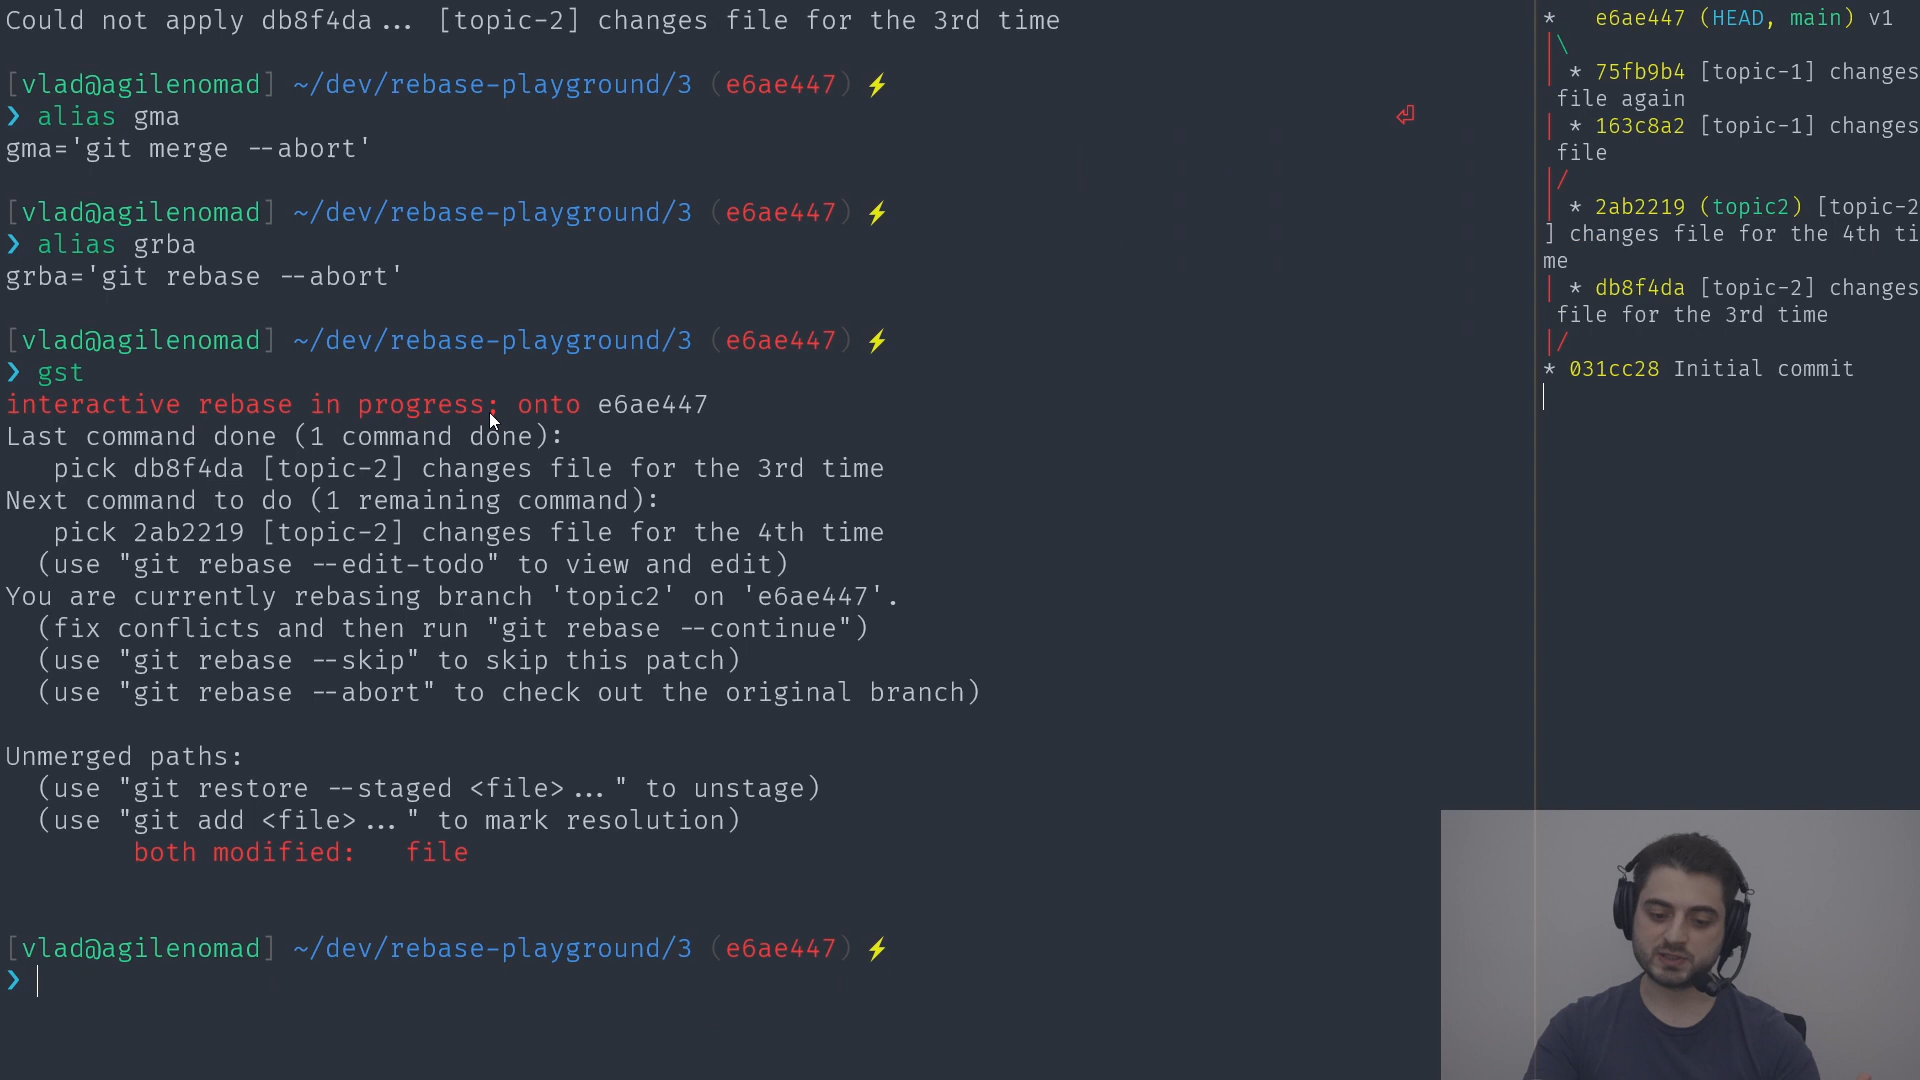 Could not apply db8f4da... [topic-2] changes file for the 3rd time
[vlad@agilenomad] ~/dev/rebase-playground/3 (e6ae447) ⚡
❯ alias gma
gma='git merge --abort'
[vlad@agilenomad] ~/dev/rebase-playground/3 (e6ae447) ⚡
❯ alias grba
grba='git rebase --abort'
[vlad@agilenomad] ~/dev/rebase-playground/3 (e6ae447) ⚡
❯ gst
interactive rebase in progress; onto e6ae447
Last command done (1 command done):
   pick db8f4da [topic-2] changes file for the 3rd time
Next command to do (1 remaining command):
   pick 2ab2219 [topic-2] changes file for the 4th time
  (use "git rebase --edit-todo" to view and edit)
You are currently rebasing branch 'topic2' on 'e6ae447'.
  (fix conflicts and then run "git rebase --continue")
  (use "git rebase --skip" to skip this patch)
  (use "git rebase --abort" to check out the original branch)
Unmerged paths:
  (use "git restore --staged <file>..." to unstage)
  (use "git add <file>..." to mark resolution)
        both modified:   file
[vlad@agilenomad] ~/dev/rebase-playground/3 (e6ae447) ⚡
❯
*   e6ae447 (HEAD, main) v1
|\
| * 75fb9b4 [topic-1] changes
file again
| * 163c8a2 [topic-1] changes
file
|/
| * 2ab2219 (topic2) [topic-2
] changes file for the 4th ti
me
| * db8f4da [topic-2] changes
file for the 3rd time
|/
* 031cc28 Initial commit